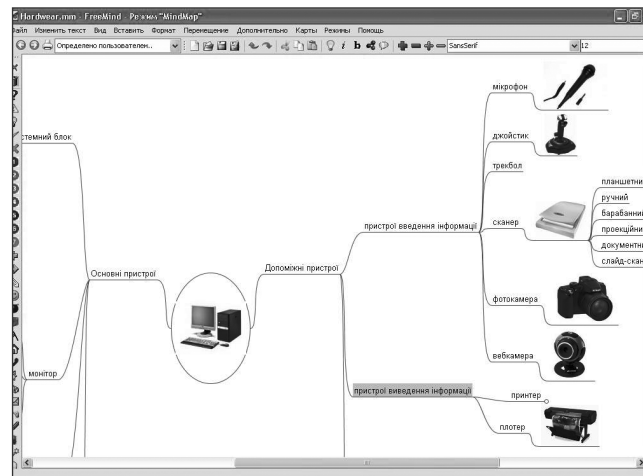 Hardwear.mm - FreeMind - Режим "MindMap"
Файл Изменить текст Вид Вставить Формат Перемещение Дополнительно Карты Режимы Помощь
Определено пользователем..
SansSerif
12
стемний блок
Основні пристрої
монітор
Допоміжні пристрої
пристрої введення інформації
мікрофон
джойстик
трекбол
сканер
планшетни
ручний
барабанний
проекційний
документн
слайд-скан
фотокамера
вебкамера
пристрої виведення інформації
принтер
плотер